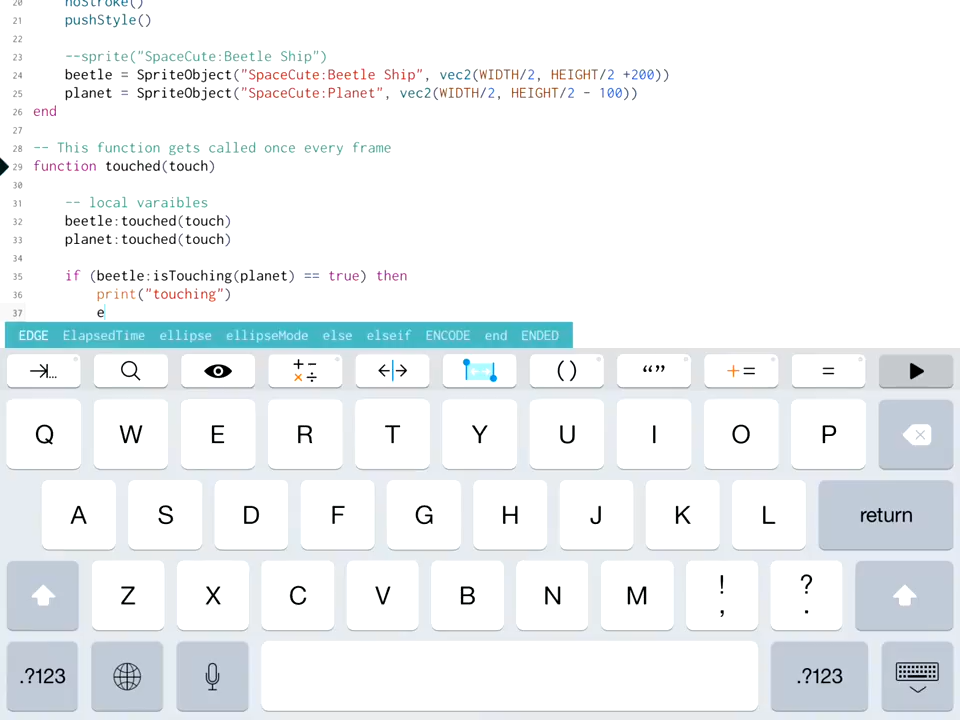 20 noStroke()
21 pushStyle()
22
23 --sprite("SpaceCute:Beetle Ship")
24 beetle = SpriteObject("SpaceCute:Beetle Ship", vec2(WIDTH/2, HEIGHT/2 +200))
25 planet = SpriteObject("SpaceCute:Planet", vec2(WIDTH/2, HEIGHT/2 - 100))
26 end
27
28 -- This function gets called once every frame
29 function touched(touch)
30
31 -- local varaibles
32 beetle:touched(touch)
33 planet:touched(touch)
34
35 if (beetle:isTouching(planet) == true) then
36 print("touching")
37 e
EDGE ElapsedTime ellipse ellipseMode else elseif ENCODE end ENDED
... + - × ÷ () “” += =
Q W E R T Y U I O P
A S D F G H J K L return
Z X C V B N M ! , ? .
.?123 .?123